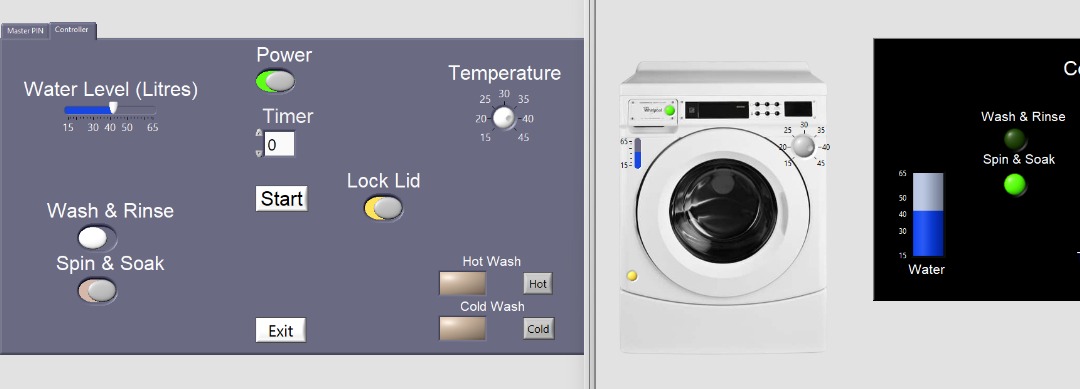 Master PIN Controller
Power
Water Level (Litres)
15 30 40 50 65
Timer
0
Temperature
15 20 25 30 35 40 45
Start
Lock Lid
Wash & Rinse
Spin & Soak
Hot Wash
Hot
Cold Wash
Cold
Exit
Whirlpool
65
15
15 20 25 30 35 40 45
Wash & Rinse
Spin & Soak
65
50
40
30
15
Water